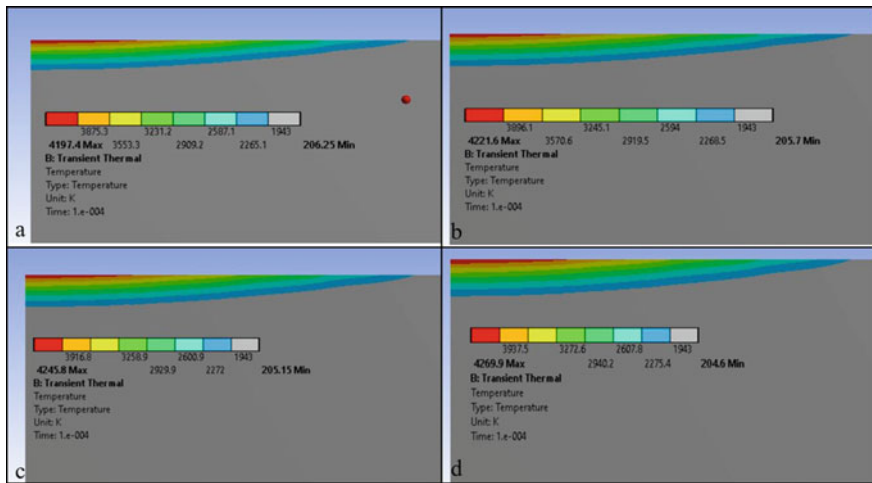 3875.3 3231.2 2587.1 1943
4197.4 Max 3553.3 2909.2 2265.1 206.25 Min
B: Transient Thermal
Temperature
Type: Temperature
Unit: K
Time: 1.e-004
a
3896.1 3245.1 2594 1943
4221.6 Max 3570.6 2919.5 2268.5 205.7 Min
B: Transient Thermal
Temperature
Type: Temperature
Unit: K
Time: 1.e-004
b
3916.8 3258.9 2600.9 1943
4245.8 Max 2929.9 2272 205.15 Min
B: Transient Thermal
Temperature
Type: Temperature
Unit: K
Time: 1.e-004
c
3937.5 3272.6 2607.8 1943
4269.9 Max 2940.2 2275.4 204.6 Min
B: Transient Thermal
Temperature
Type: Temperature
Unit: K
Time: 1.e-004
d